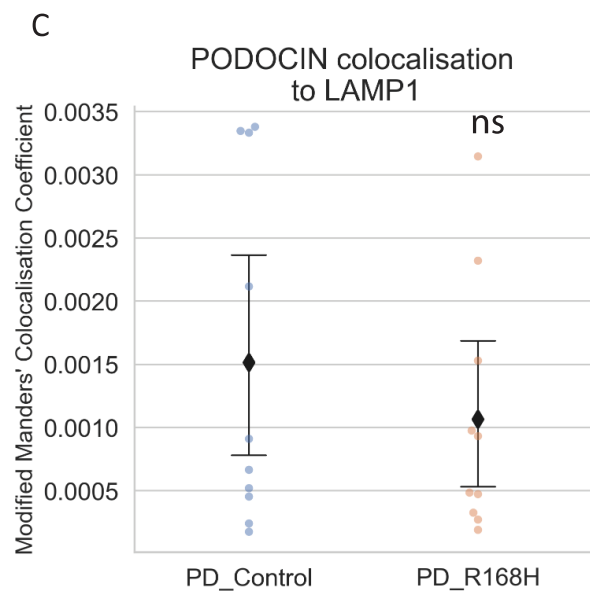 C
PODOCIN colocalisation
to LAMP1
ns
Modified Manders' Colocalisation Coefficient
0.0035
0.0030
0.0025
0.0020
0.0015
0.0010
0.0005
PD_Control
PD_R168H